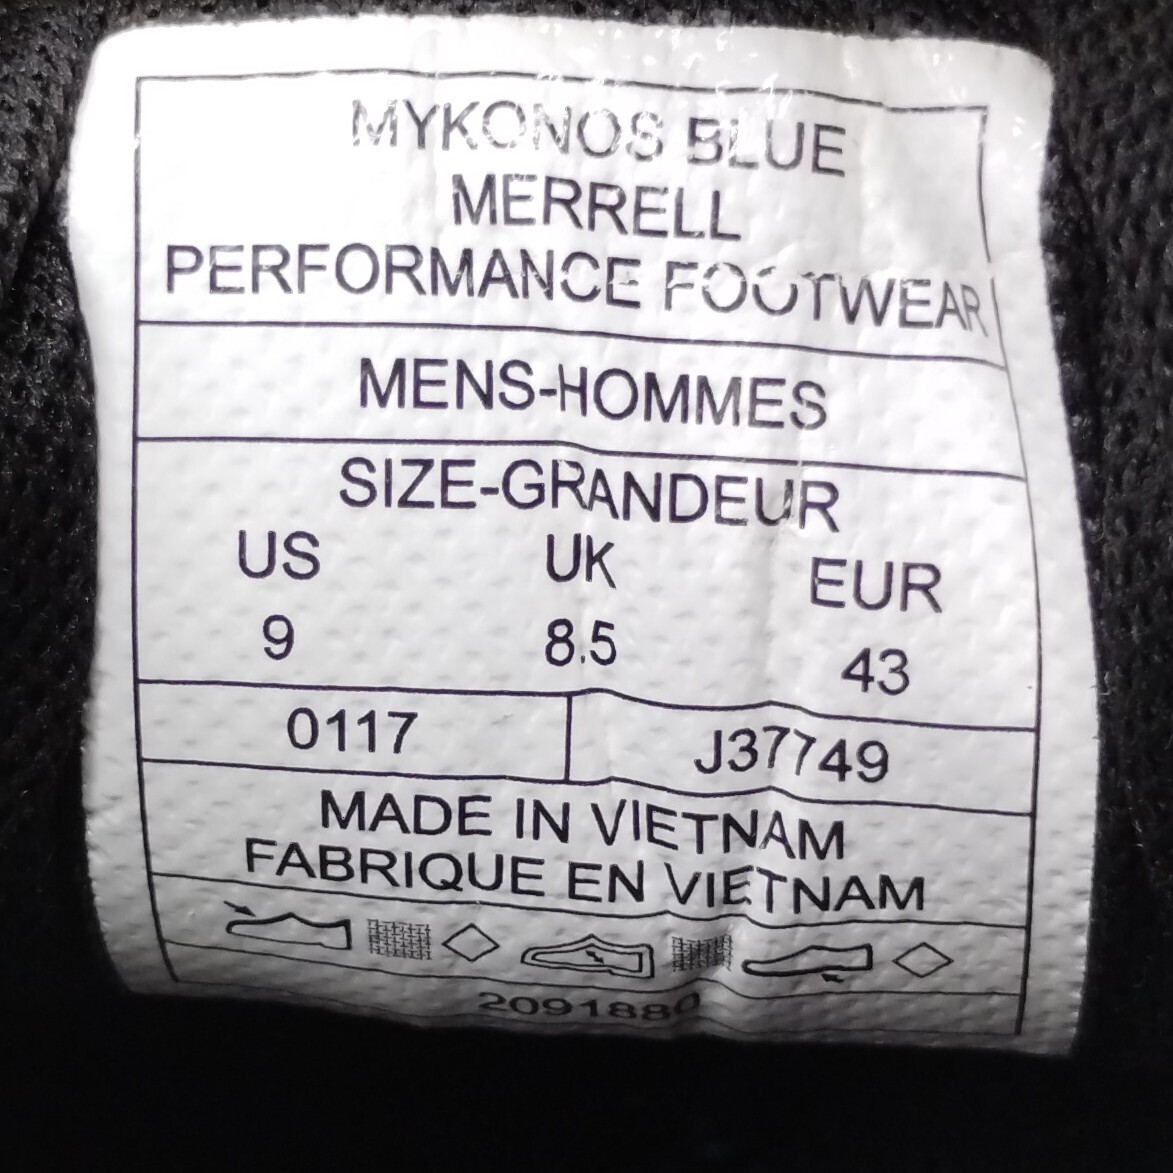 MYKONOS BLUE
MERRELL
PERFORMANCE FOOTWEAR
MENS-HOMMES
SIZE-GRANDEUR
US UK EUR
9 8.5 43
0117 J37749
MADE IN VIETNAM
FABRIQUE EN VIETNAM
2091880